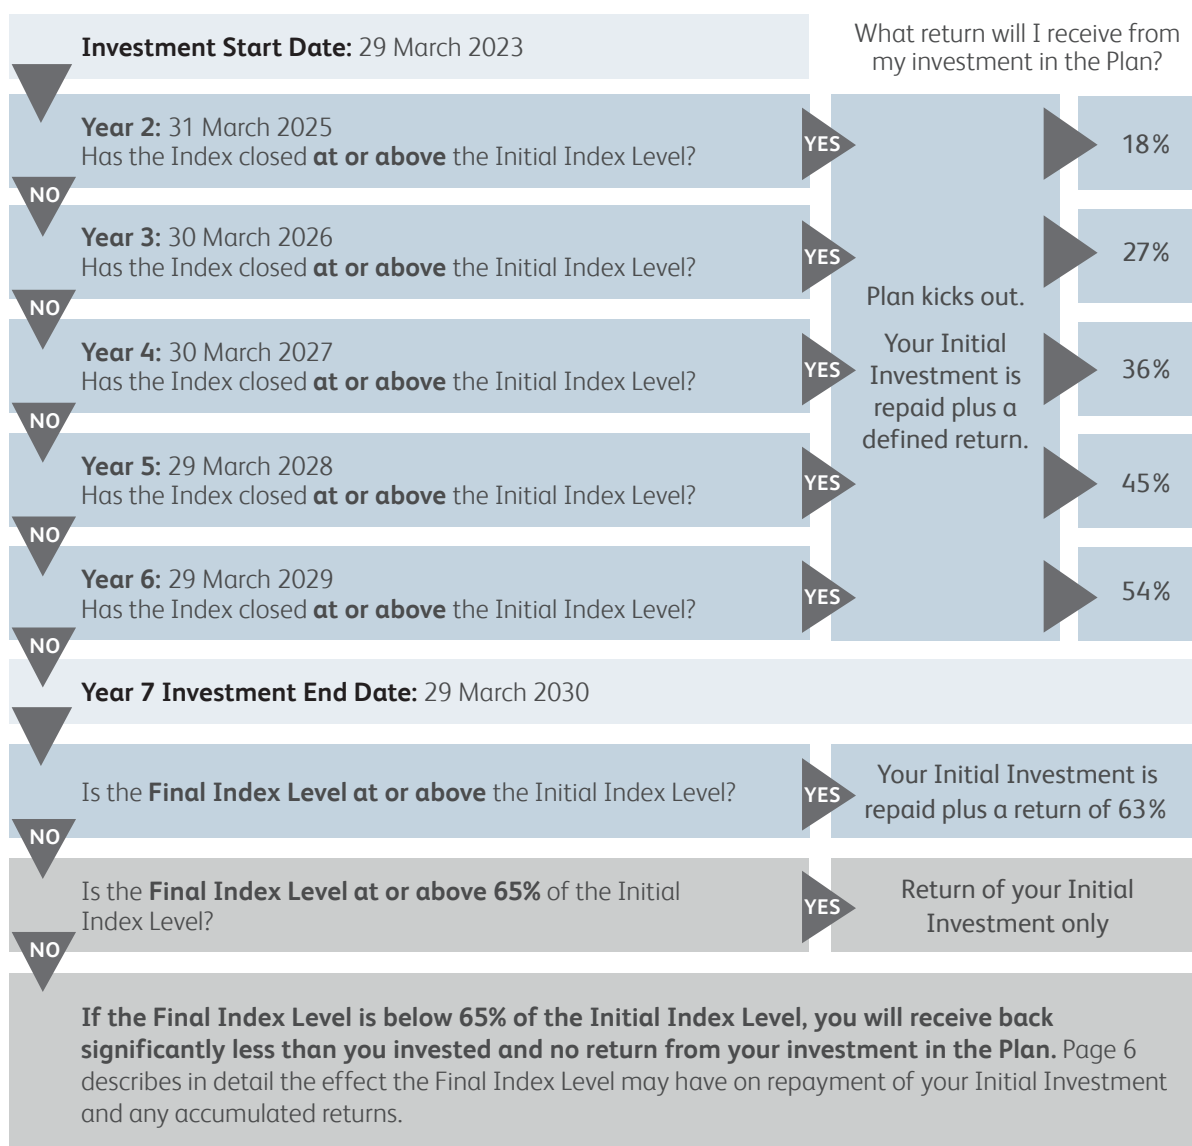 Investment Start Date: 29 March 2023
What return will I receive from
my investment in the Plan?
Year 2: 31 March 2025
Has the Index closed at or above the Initial Index Level?
YES
18%
NO
Year 3: 30 March 2026
Has the Index closed at or above the Initial Index Level?
YES
27%
NO
Plan kicks out.
Your Initial
Investment is
repaid plus a
defined return.
Year 4: 30 March 2027
Has the Index closed at or above the Initial Index Level?
YES
36%
NO
Year 5: 29 March 2028
Has the Index closed at or above the Initial Index Level?
YES
45%
NO
Year 6: 29 March 2029
Has the Index closed at or above the Initial Index Level?
YES
54%
NO
Year 7 Investment End Date: 29 March 2030
Is the Final Index Level at or above the Initial Index Level?
YES
Your Initial Investment is
repaid plus a return of 63%
NO
Is the Final Index Level at or above 65% of the Initial
Index Level?
YES
Return of your Initial
Investment only
NO
If the Final Index Level is below 65% of the Initial Index Level, you will receive back
significantly less than you invested and no return from your investment in the Plan. Page 6
describes in detail the effect the Final Index Level may have on repayment of your Initial Investment
and any accumulated returns.